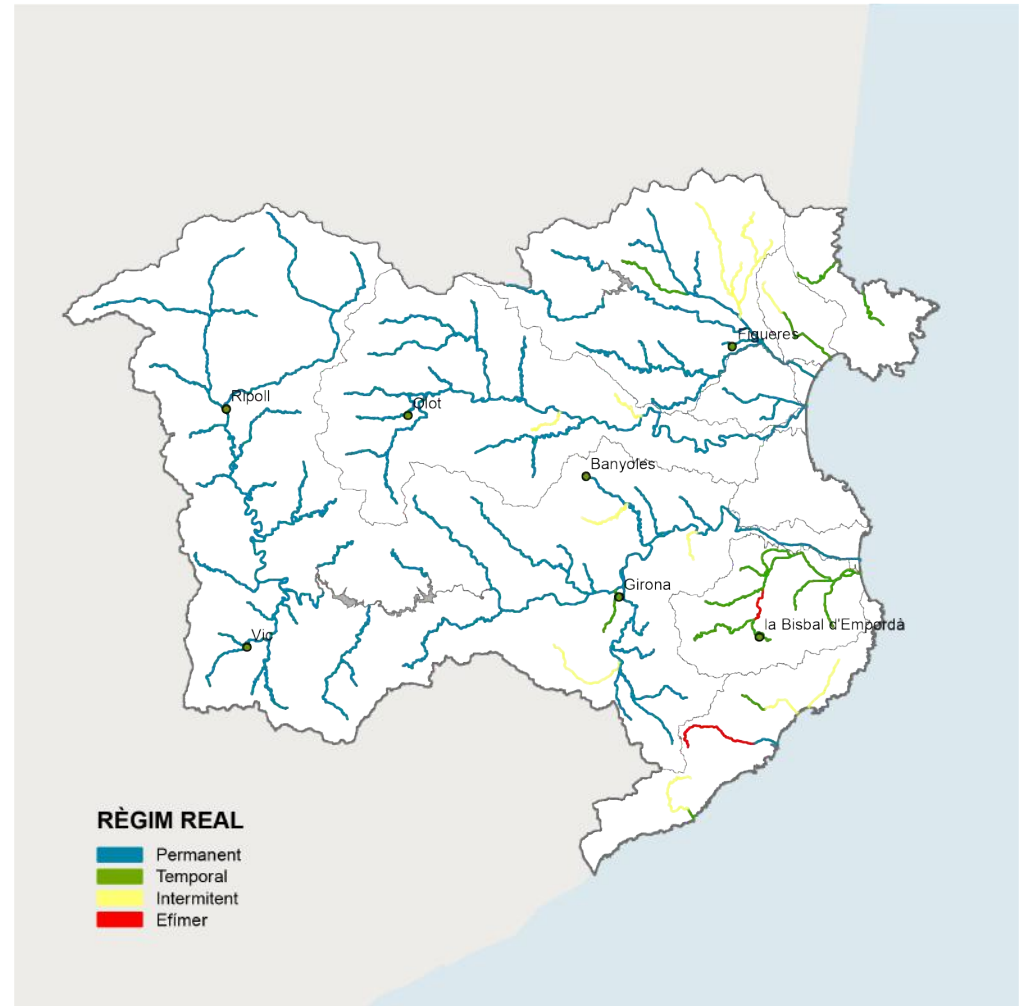 Figueres
Ripoll
Olot
Banyoles
Girona
la Bisbal d'Empordà
Vic
RÈGIM REAL
Permanent
Temporal
Intermitent
Efímer